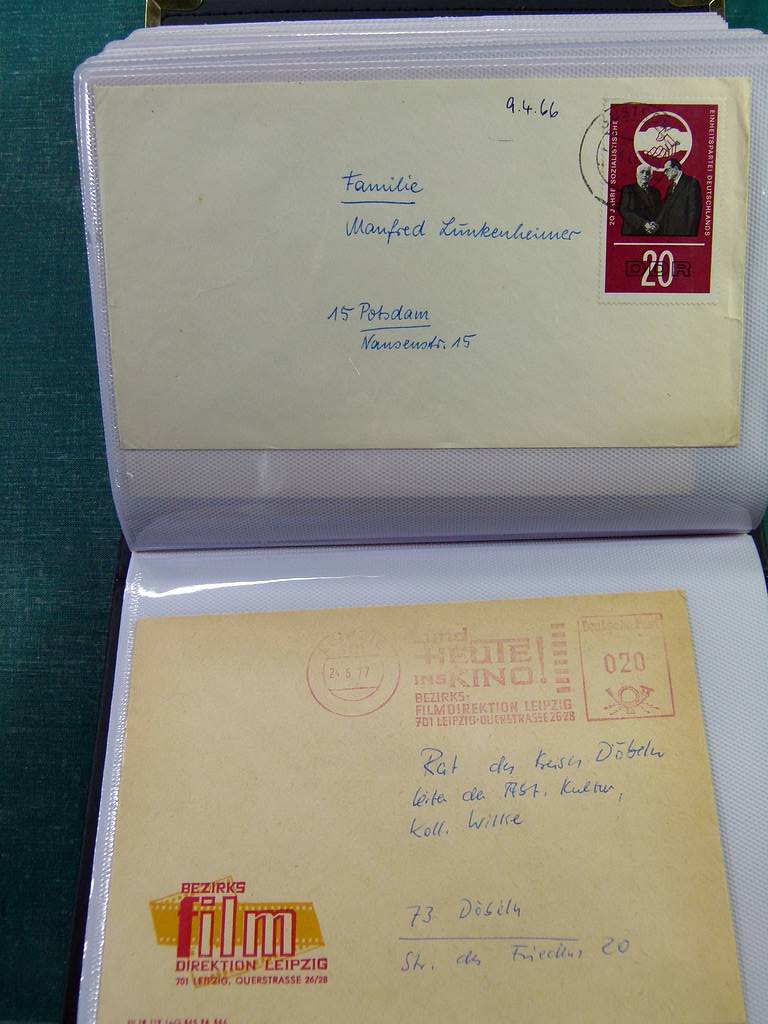 9.4.66
20 JAHRE SOZIALISTISCHE
EINHEITSPARTEI DEUTSCHLANDS
20
DDR
Familie
Manfred Lunkenheimer
15 Potsdam
Nansenstr. 15
24.5.77
und
HEUTE
INS KINO!
BEZIRKS-
FILMDIREKTION LEIPZIG
701 LEIPZIG·QUERSTRASSE 26/28
Deutsche Post
020
Rat des Kreises Döbeln
Leiter der Abt. Kultur,
Koll. Wilke
73 Döbeln
Str. des Friedens 20
BEZIRKS
film
DIREKTION LEIPZIG
701 LEIPZIG, QUERSTRASSE 26/28